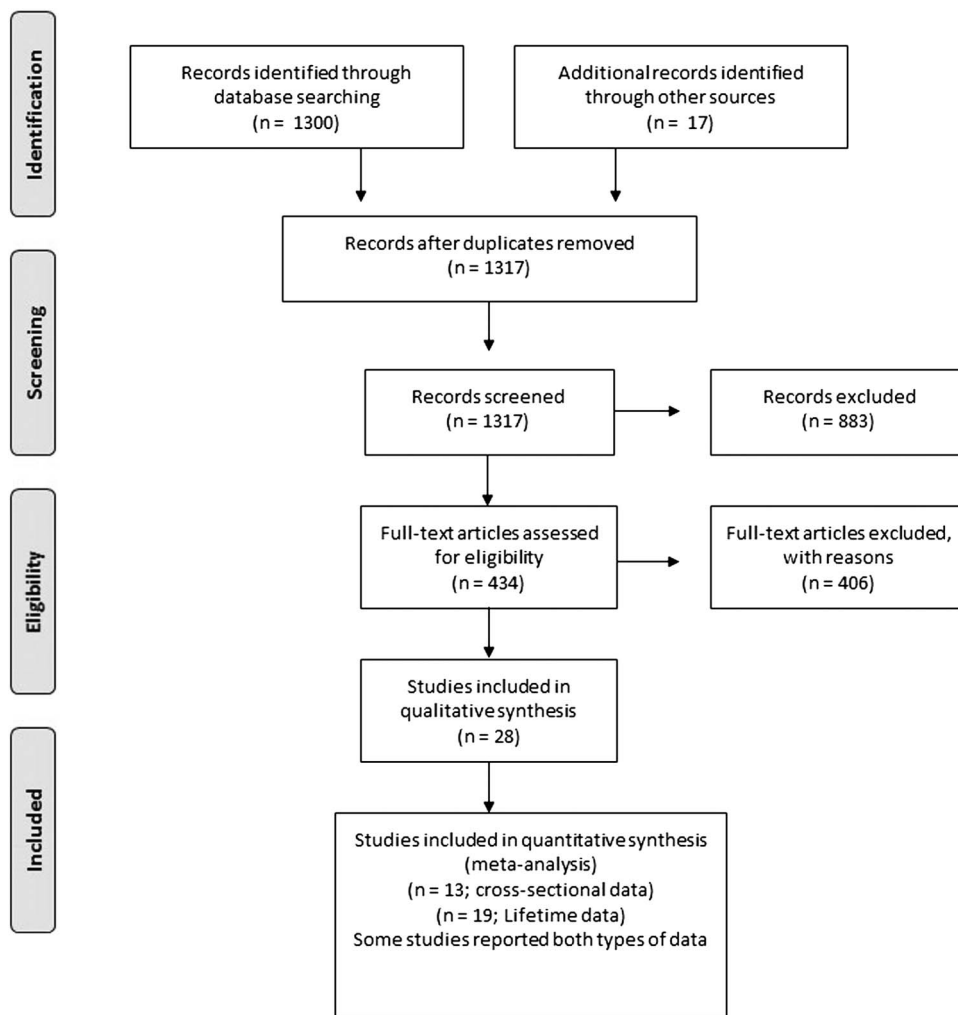 Identification
Records identified through
database searching
(n = 1300)
Additional records identified
through other sources
(n = 17)
Records after duplicates removed
(n = 1317)
Screening
Records screened
(n = 1317)
Records excluded
(n = 883)
Eligibility
Full-text articles assessed
for eligibility
(n = 434)
Full-text articles excluded,
with reasons
(n = 406)
Studies included in
qualitative synthesis
(n = 28)
Included
Studies included in quantitative synthesis
(meta-analysis)
(n = 13; cross-sectional data)
(n = 19; Lifetime data)
Some studies reported both types of data